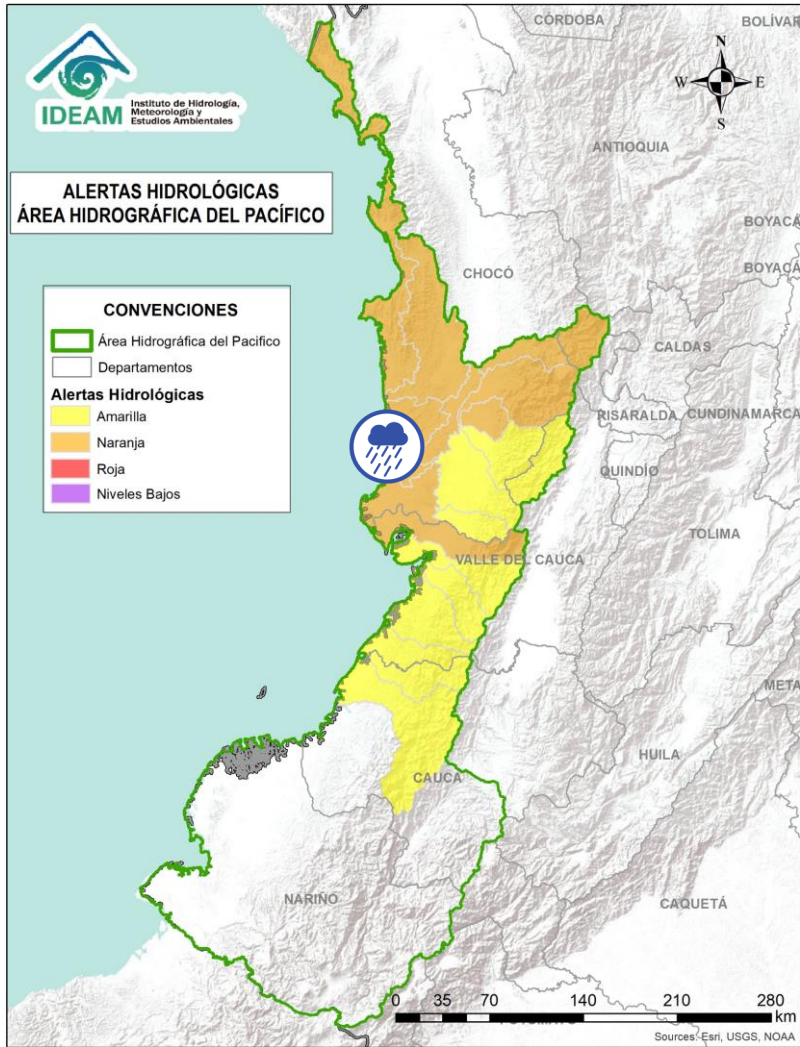 CÓRDOBA
BOLÍVAR
N
W
E
S
IDEAM
Instituto de Hidrología,
Meteorología y
Estudios Ambientales
ANTIOQUIA
ALERTAS HIDROLÓGICAS
ÁREA HIDROGRÁFICA DEL PACÍFICO
BOYACÁ
CHOCÓ
BOYACÁ
CONVENCIONES
Área Hidrográfica del Pacifico
Departamentos
Alertas Hidrológicas
Amarilla
Naranja
Roja
Niveles Bajos
CALDAS
RISARALDA
CUNDINAMARCA
QUINDÍO
TOLIMA
VALLE DEL CAUCA
META
HUILA
CAUCA
NARIÑO
CAQUETÁ
0 35 70 140 210 280
km
Sources: Esri, USGS, NOAA